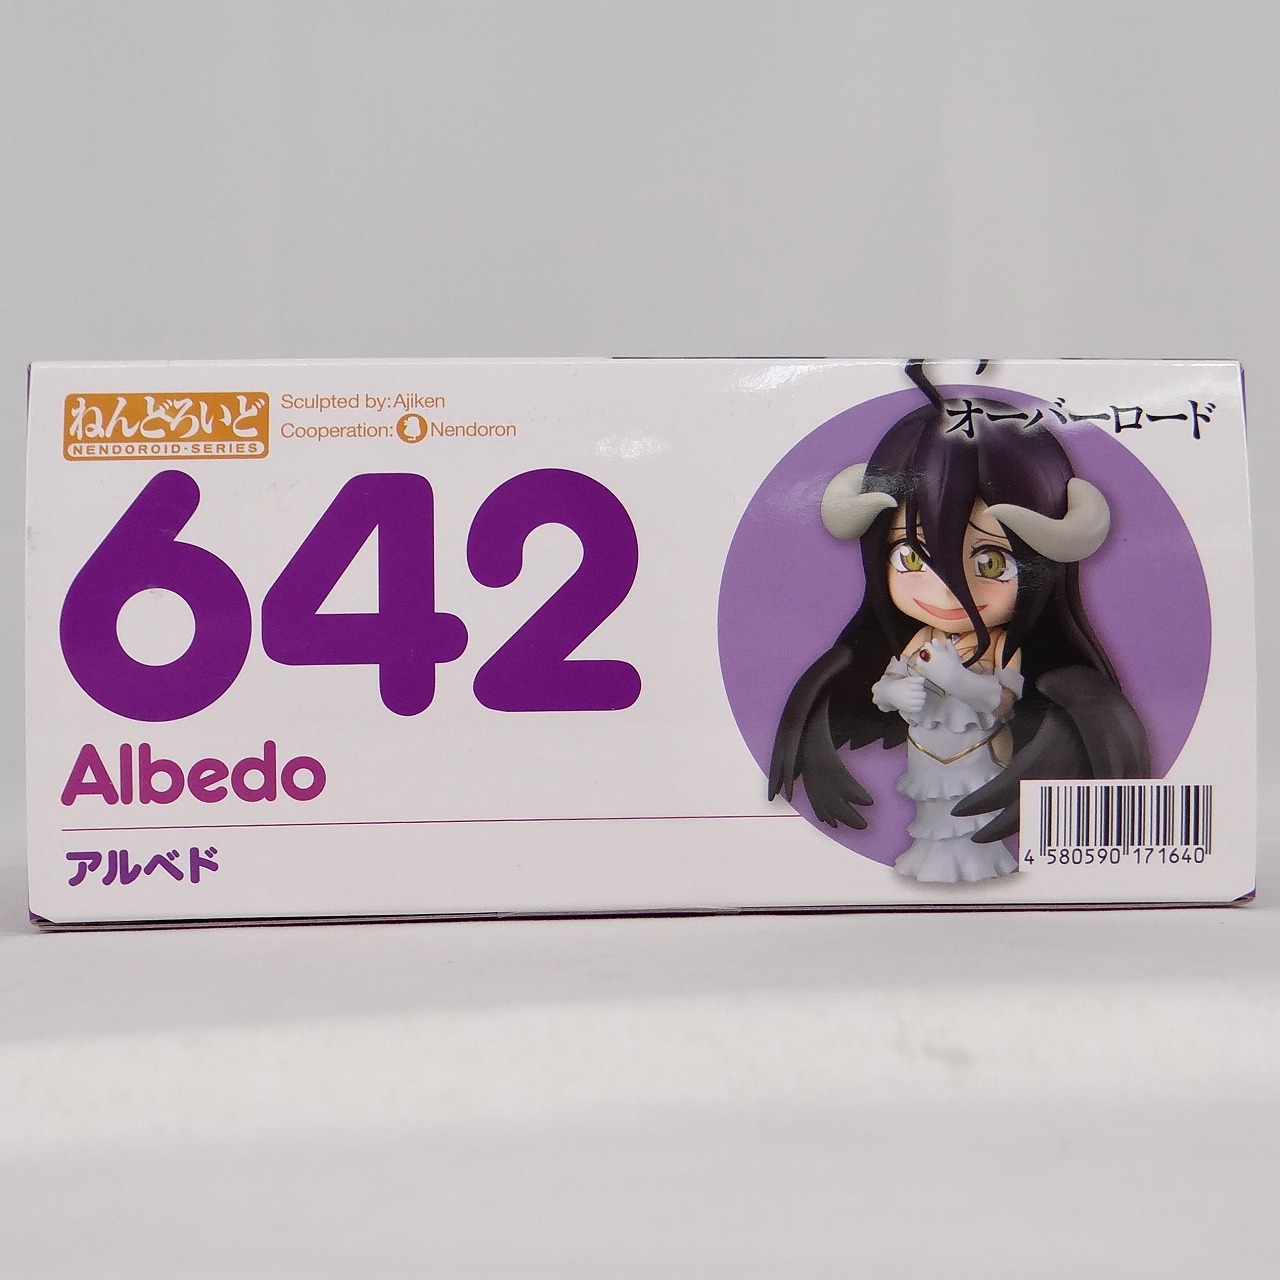 ねんどろいど
NENDOROID·SERIES
Sculpted by:Ajiken
Cooperation: Nendoron
オーバーロード
642
Albedo
アルベド
4 580590 171640